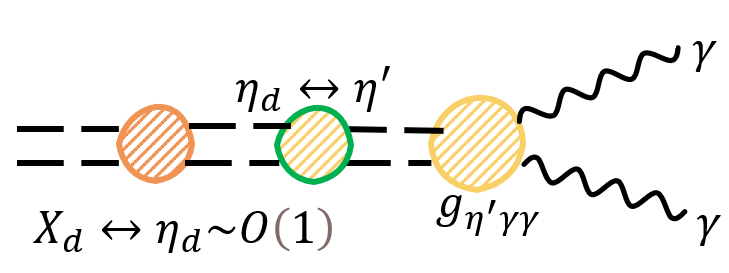 γ
η_d ↔ η′
g_{η′γγ}
X_d ↔ η_d~O(1)
γ